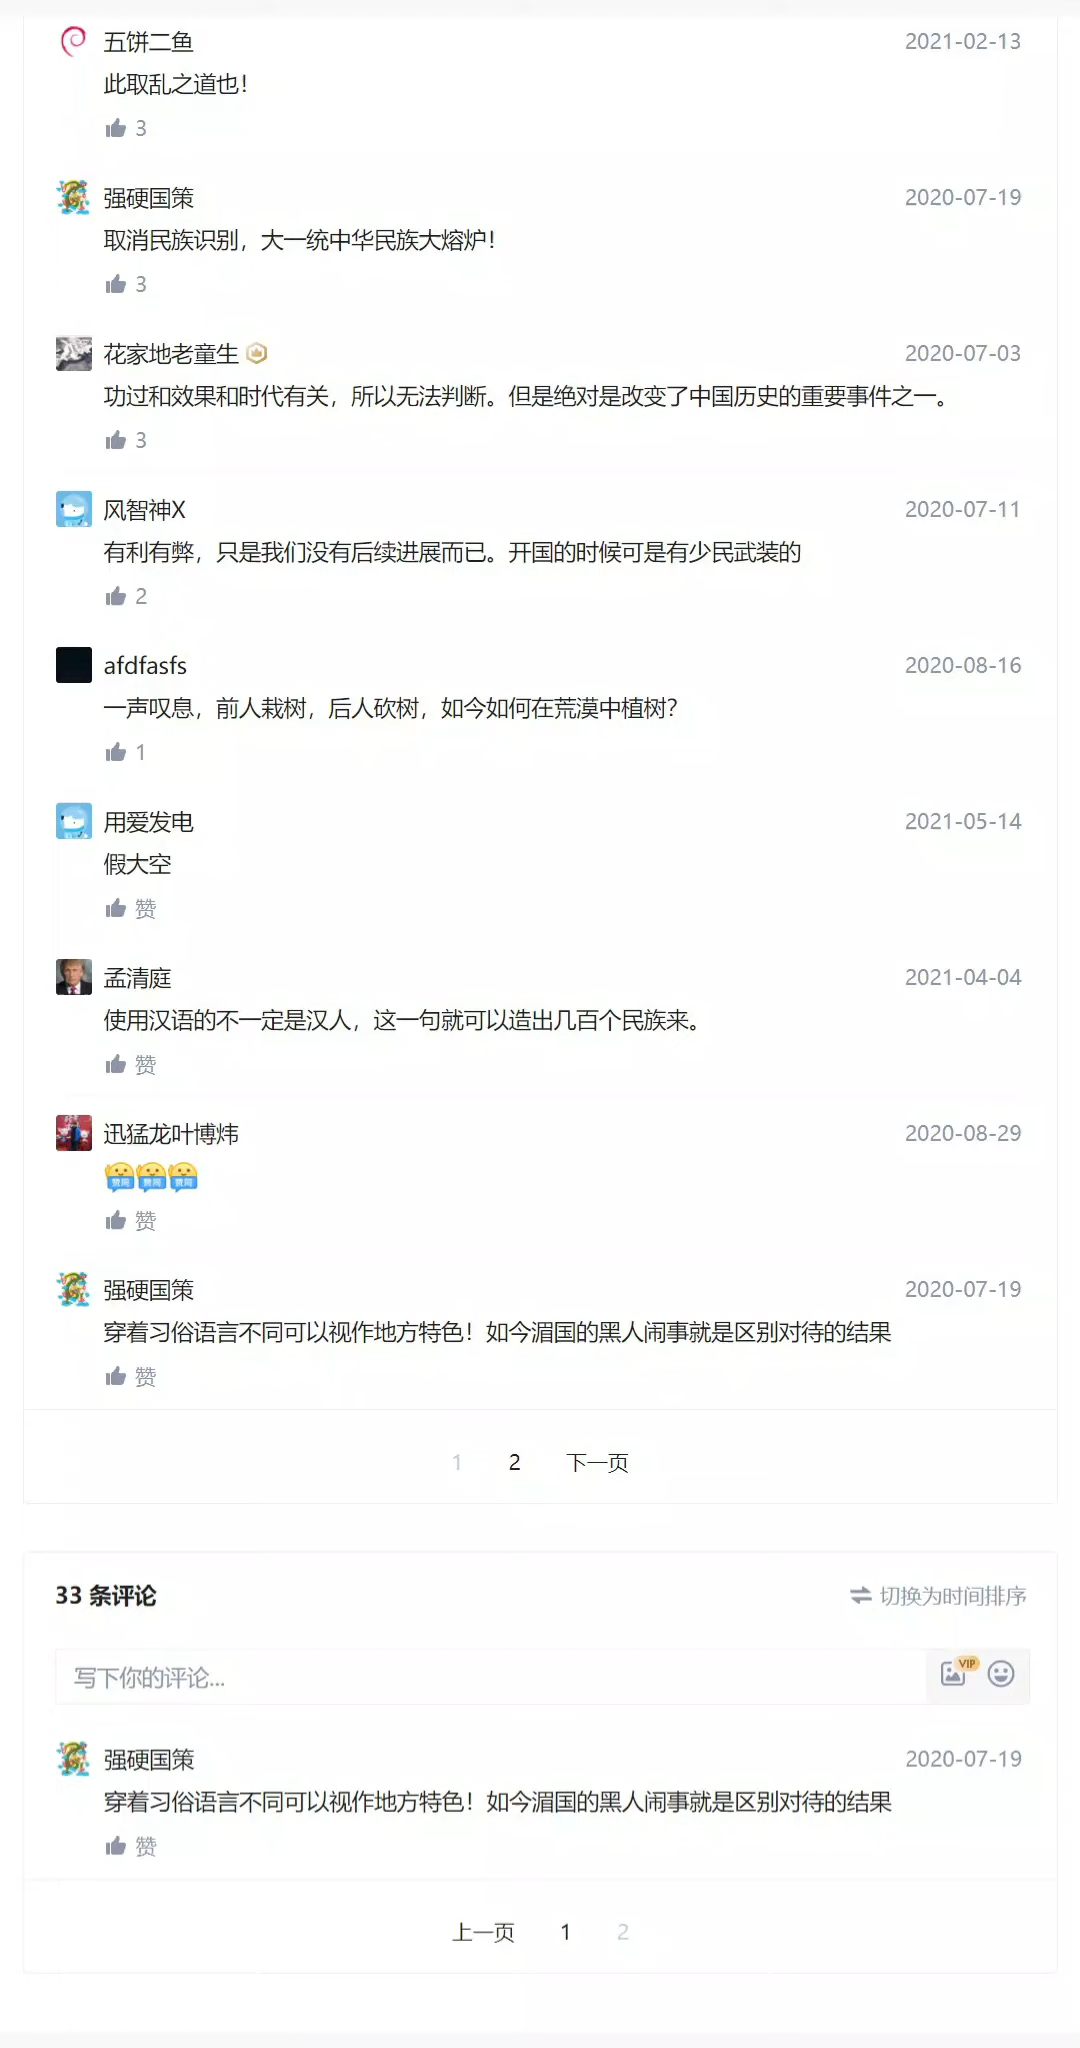 五饼二鱼 2021-02-13
此取乱之道也！
3
强硬国策 2020-07-19
取消民族识别，大一统中华民族大熔炉！
3
花家地老童生 2020-07-03
功过和效果和时代有关，所以无法判断。但是绝对是改变了中国历史的重要事件之一。
3
风智神X 2020-07-11
有利有弊，只是我们没有后续进展而已。开国的时候可是有少民武装的
2
afdfasfs 2020-08-16
一声叹息，前人栽树，后人砍树，如今如何在荒漠中植树？
1
用爱发电 2021-05-14
假大空
赞
孟清庭 2021-04-04
使用汉语的不一定是汉人，这一句就可以造出几百个民族来。
赞
迅猛龙叶博炜 2020-08-29
赞同 赞同 赞同
赞
强硬国策 2020-07-19
穿着习俗语言不同可以视作地方特色！如今湄国的黑人闹事就是区别对待的结果
赞
1 2 下一页
33 条评论 切换为时间排序
写下你的评论... VIP
强硬国策 2020-07-19
穿着习俗语言不同可以视作地方特色！如今湄国的黑人闹事就是区别对待的结果
赞
上一页 1 2